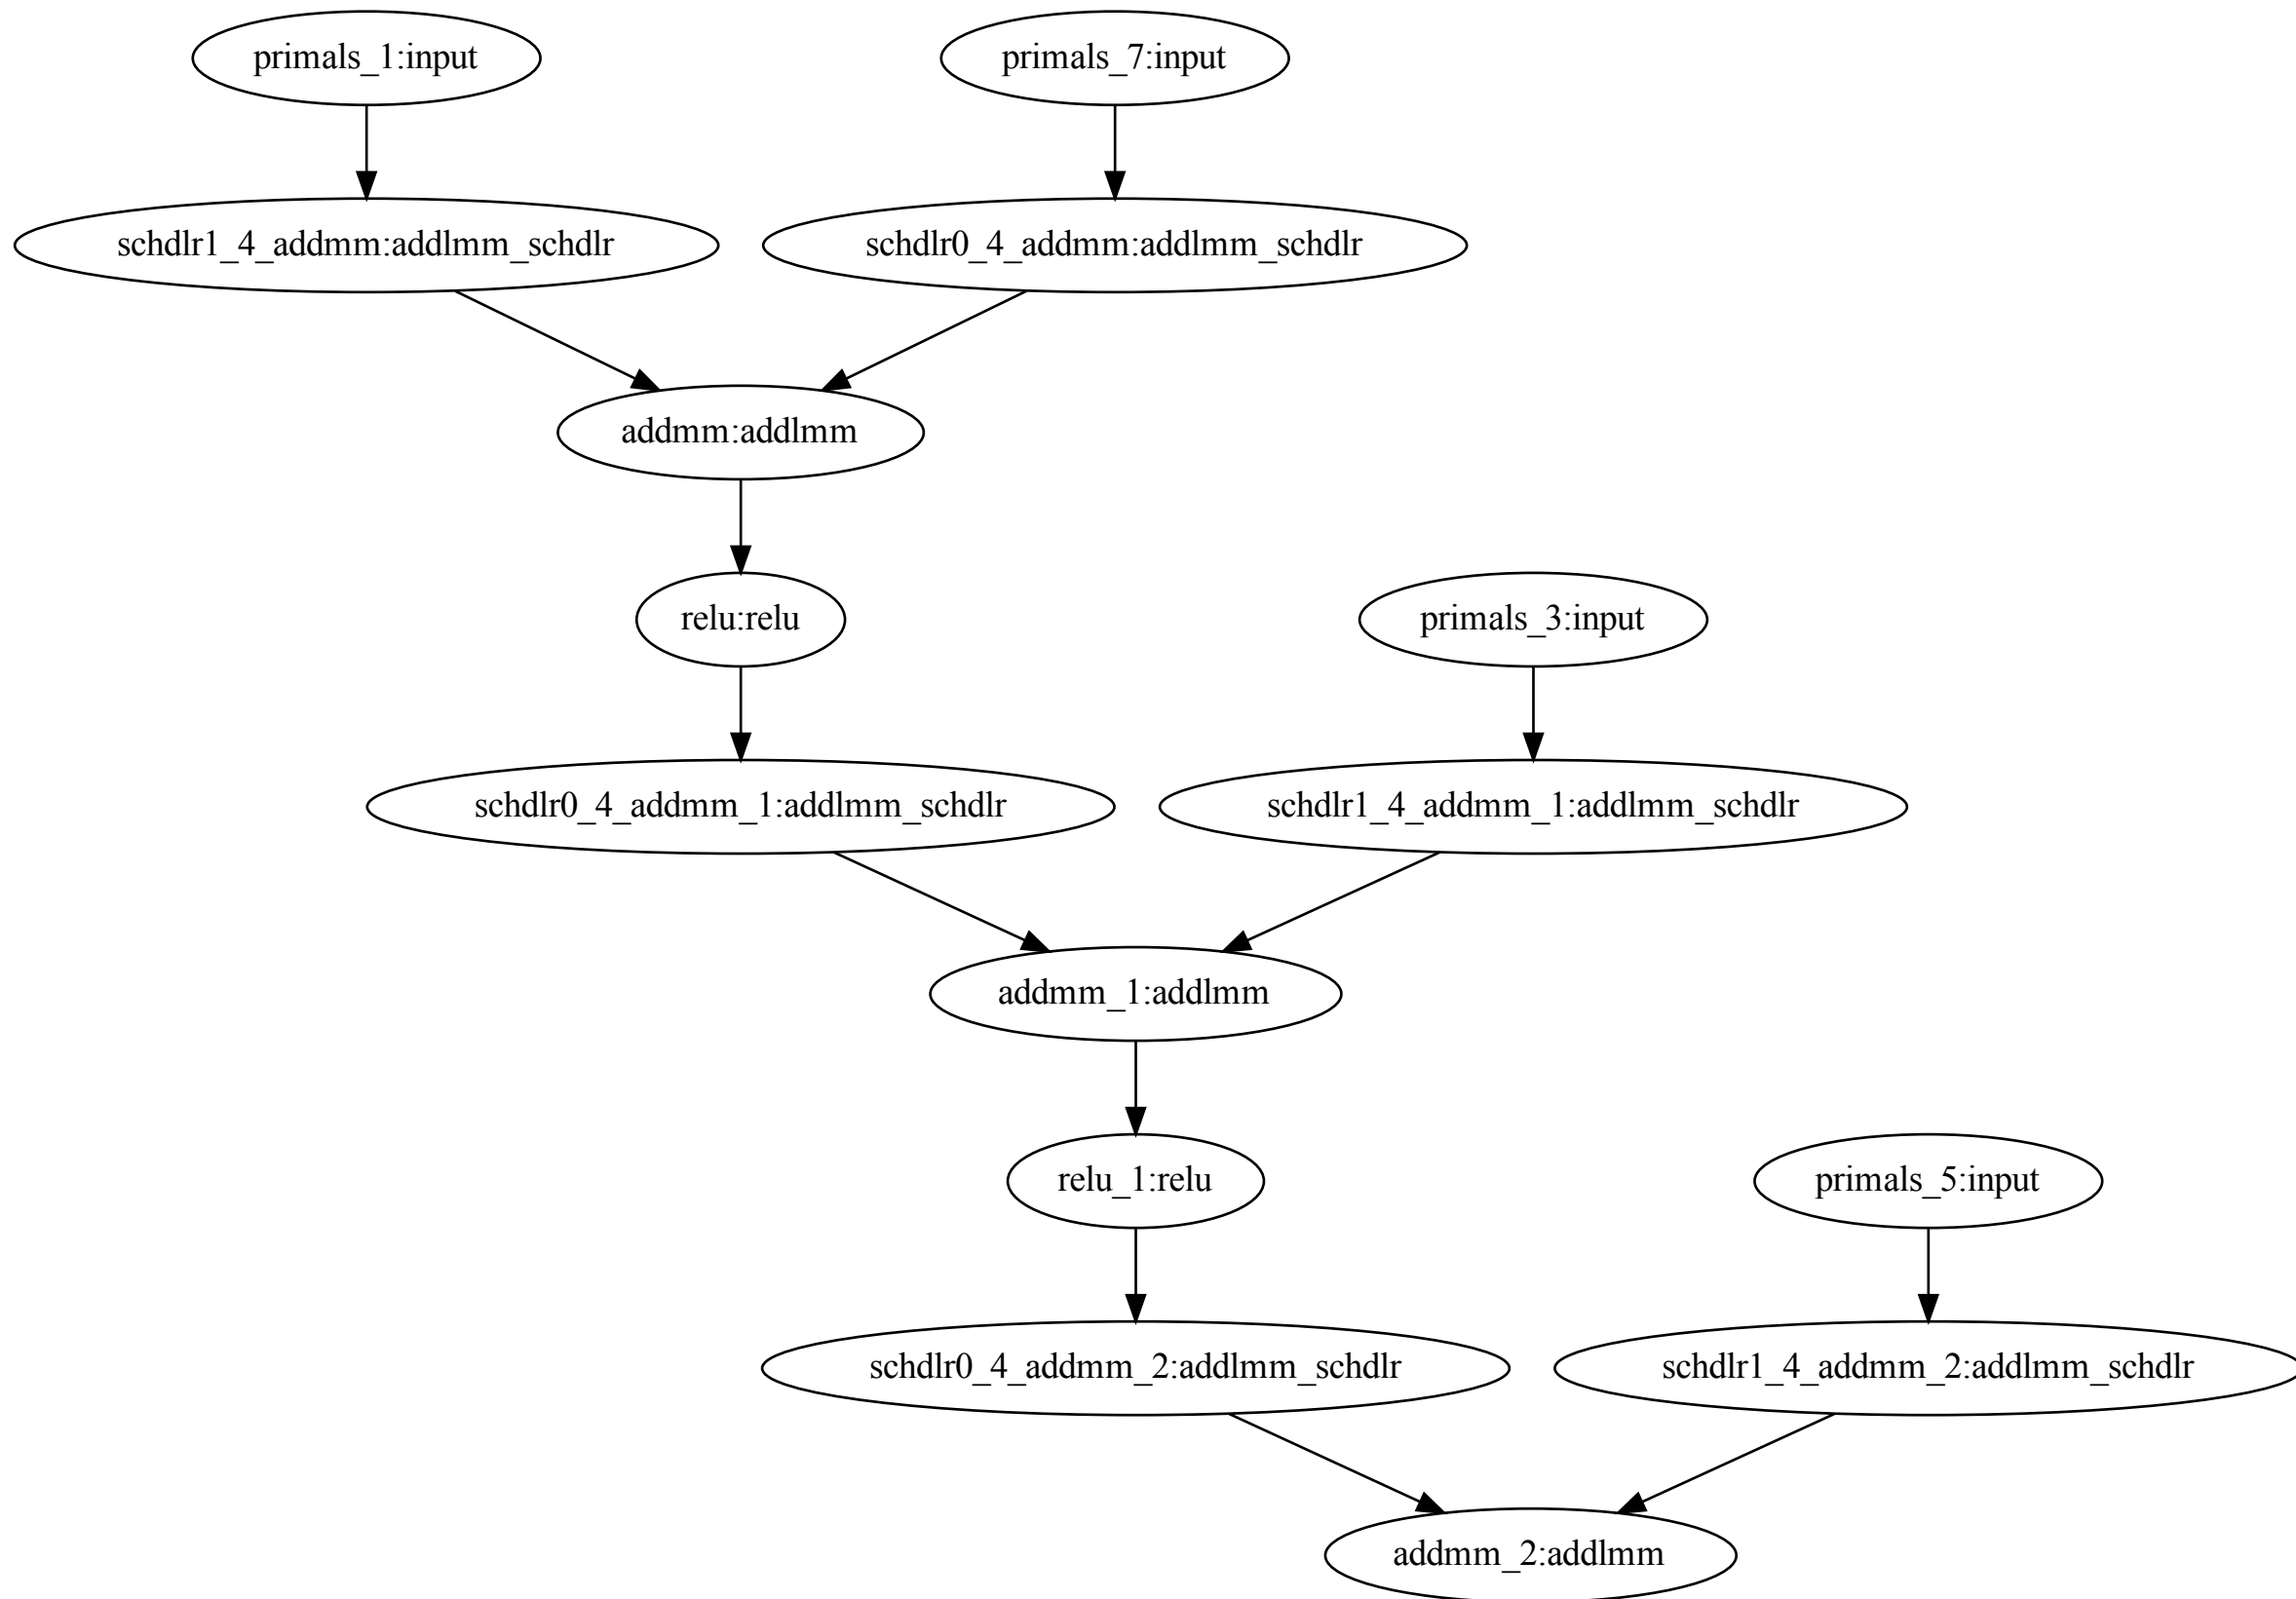 primals_1:input
primals_7:input
schdlr1_4_addmm:addlmm_schdlr
schdlr0_4_addmm:addlmm_schdlr
addmm:addlmm
relu:relu
primals_3:input
schdlr0_4_addmm_1:addlmm_schdlr
schdlr1_4_addmm_1:addlmm_schdlr
addmm_1:addlmm
relu_1:relu
primals_5:input
schdlr0_4_addmm_2:addlmm_schdlr
schdlr1_4_addmm_2:addlmm_schdlr
addmm_2:addlmm